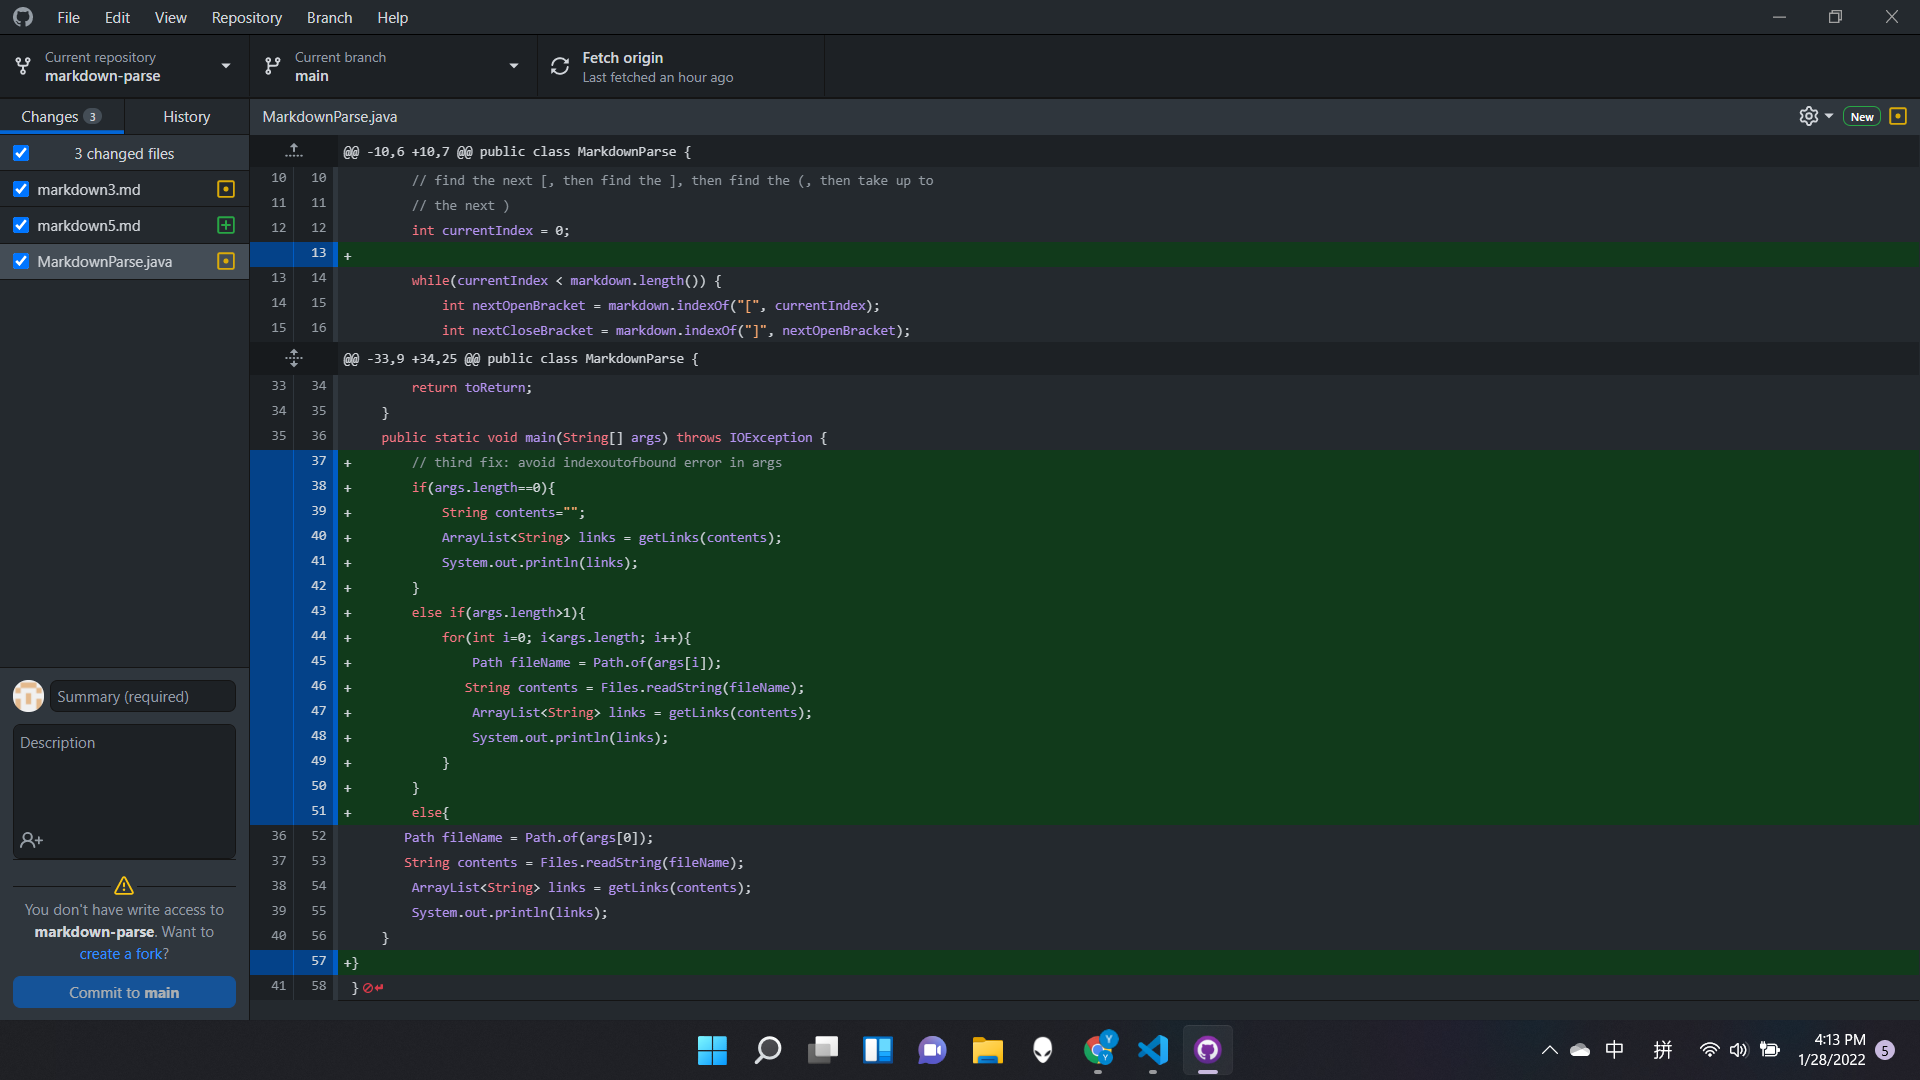 File Edit View Repository Branch Help
Current repository
markdown-parse
Current branch
main
Fetch origin
Last fetched an hour ago
Changes 3 History
MarkdownParse.java
New
3 changed files
markdown3.md
markdown5.md
MarkdownParse.java
@@ -10,6 +10,7 @@ public class MarkdownParse {
10 10 // find the next [, then find the ], then find the (, then take up to
11 11 // the next )
12 12 int currentIndex = 0;
13 +
13 14 while(currentIndex < markdown.length()) {
14 15 int nextOpenBracket = markdown.indexOf("[", currentIndex);
15 16 int nextCloseBracket = markdown.indexOf("]", nextOpenBracket);
@@ -33,9 +34,25 @@ public class MarkdownParse {
33 34 return toReturn;
34 35 }
35 36 public static void main(String[] args) throws IOException {
37 + // third fix: avoid indexoutofbound error in args
38 + if(args.length==0){
39 + String contents="";
40 + ArrayList<String> links = getLinks(contents);
41 + System.out.println(links);
42 + }
43 + else if(args.length>1){
44 + for(int i=0; i<args.length; i++){
45 + Path fileName = Path.of(args[i]);
46 + String contents = Files.readString(fileName);
47 + ArrayList<String> links = getLinks(contents);
48 + System.out.println(links);
49 + }
50 + }
51 + else{
36 52 Path fileName = Path.of(args[0]);
37 53 String contents = Files.readString(fileName);
38 54 ArrayList<String> links = getLinks(contents);
39 55 System.out.println(links);
40 56 }
57 +}
41 58 }
Summary (required)
Description
You don't have write access to
markdown-parse. Want to
create a fork?
Commit to main
Y
Y
中
拼
4:13 PM
1/28/2022
5